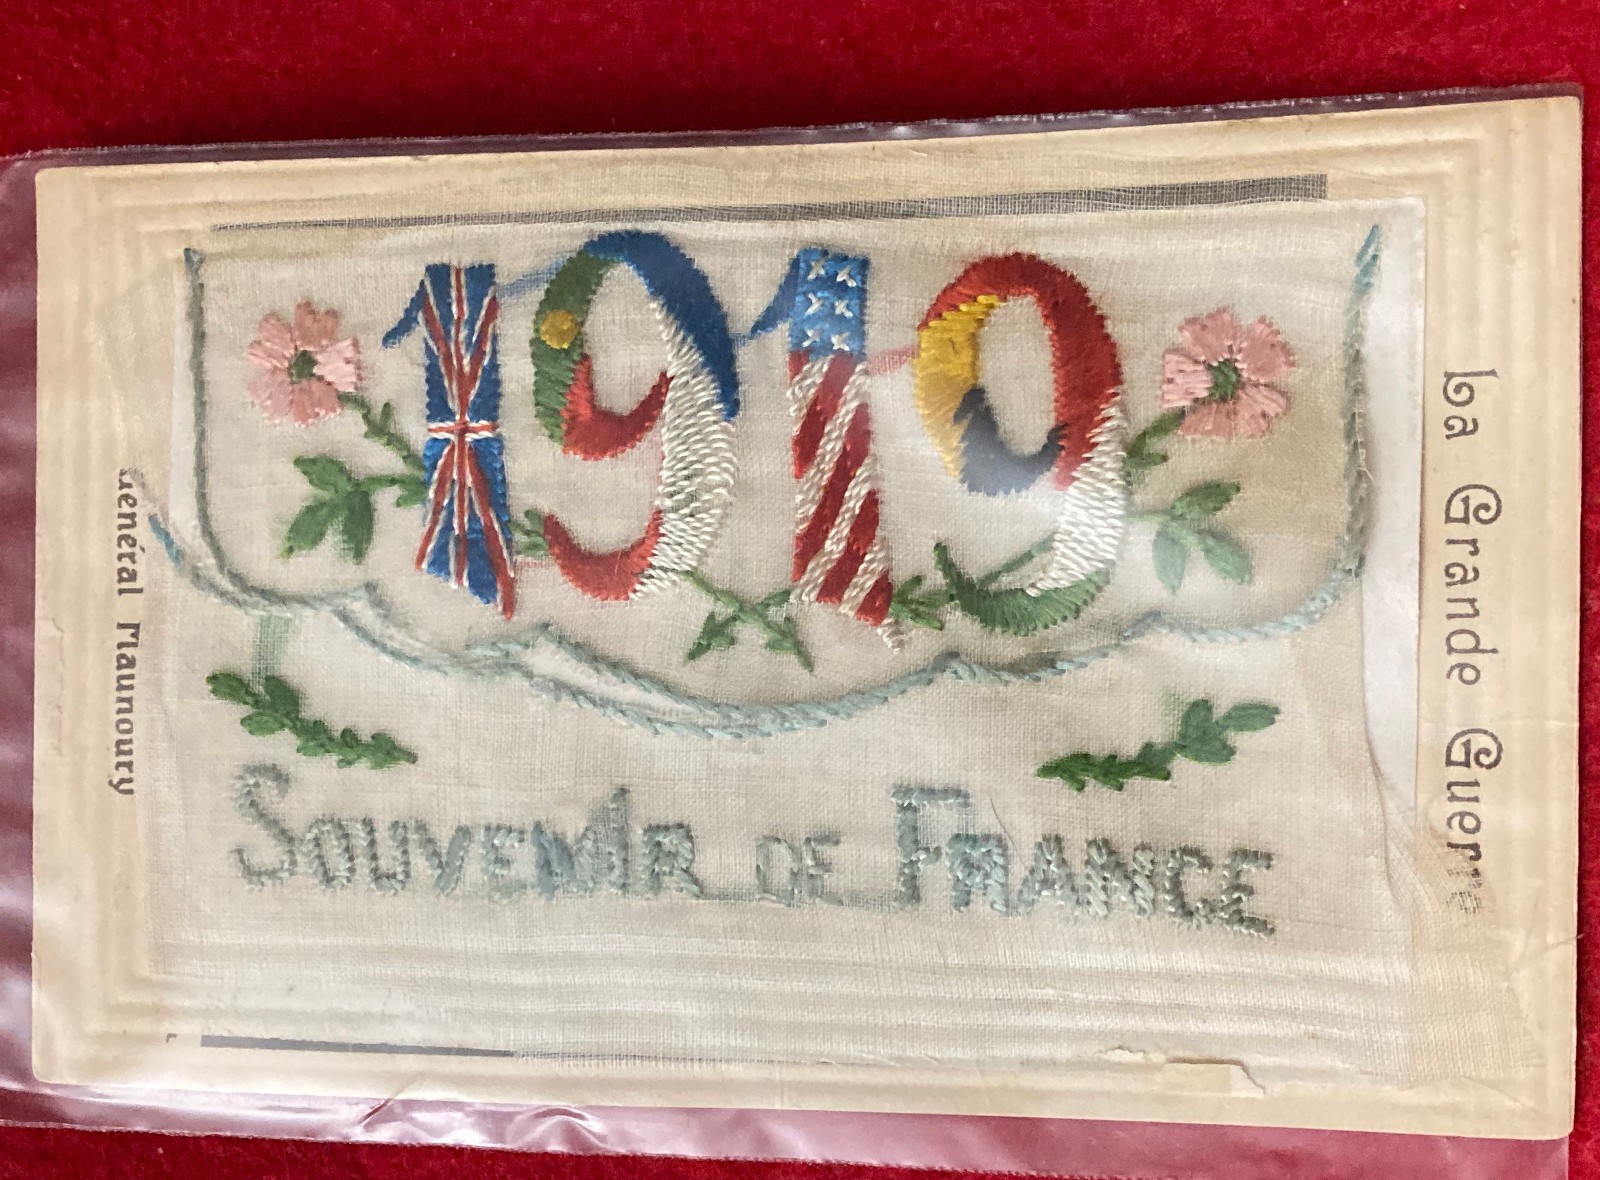 1919
SOUVENIR DE FRANCE
La Grande Guerre
Général Maunoury